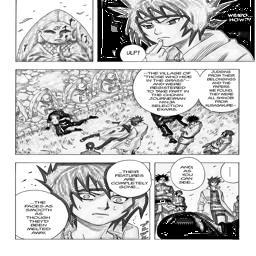 WEIRD...
HOW?!
ULP!
JUDGING
FROM THEIR
BELONGINGS
AND THE
PAPERS
WE FOUND,
THEY WERE
ALL SHINOBI
FROM
KUSAGAKURE--
--THE VILLAGE OF
"THOSE WHO HIDE
IN THE GRASS"--
AND WERE
REGISTERED
TO TAKE PART IN
THE CHÛNIN
JOURNEYMAN
NINJA
SELECTION
EXAMS.
AND,
AS
YOU
CAN
SEE...
...THEIR
FEATURES
ARE
COMPLETELY
GONE...
...THE
FACES AS
SMOOTH
AS
THOUGH
THEY'D
BEEN
MELTED
AWAY.